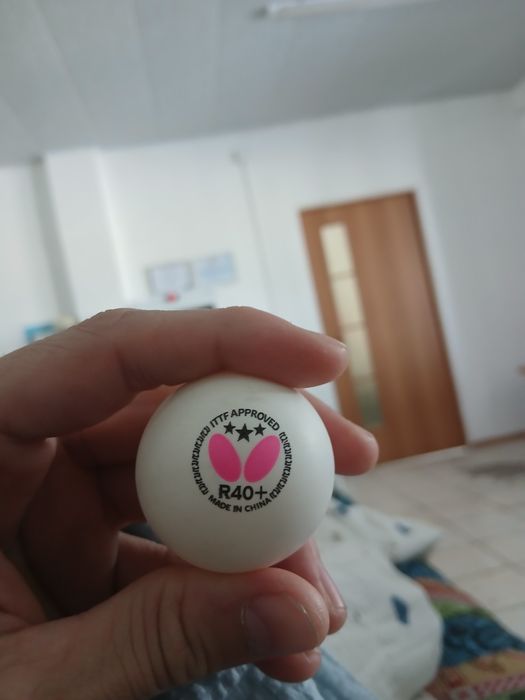 ITTF APPROVED
R40+
MADE IN CHINA